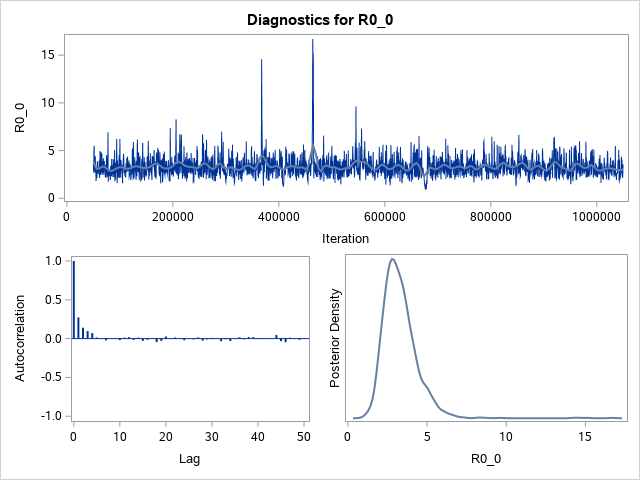 Diagnostics for R0_0
R0_0
15
10
5
0
0 200000 400000 600000 800000 1000000
Iteration
Autocorrelation
1.0
0.5
0.0
-0.5
-1.0
0 10 20 30 40 50
Lag
Posterior Density
0 5 10 15
R0_0